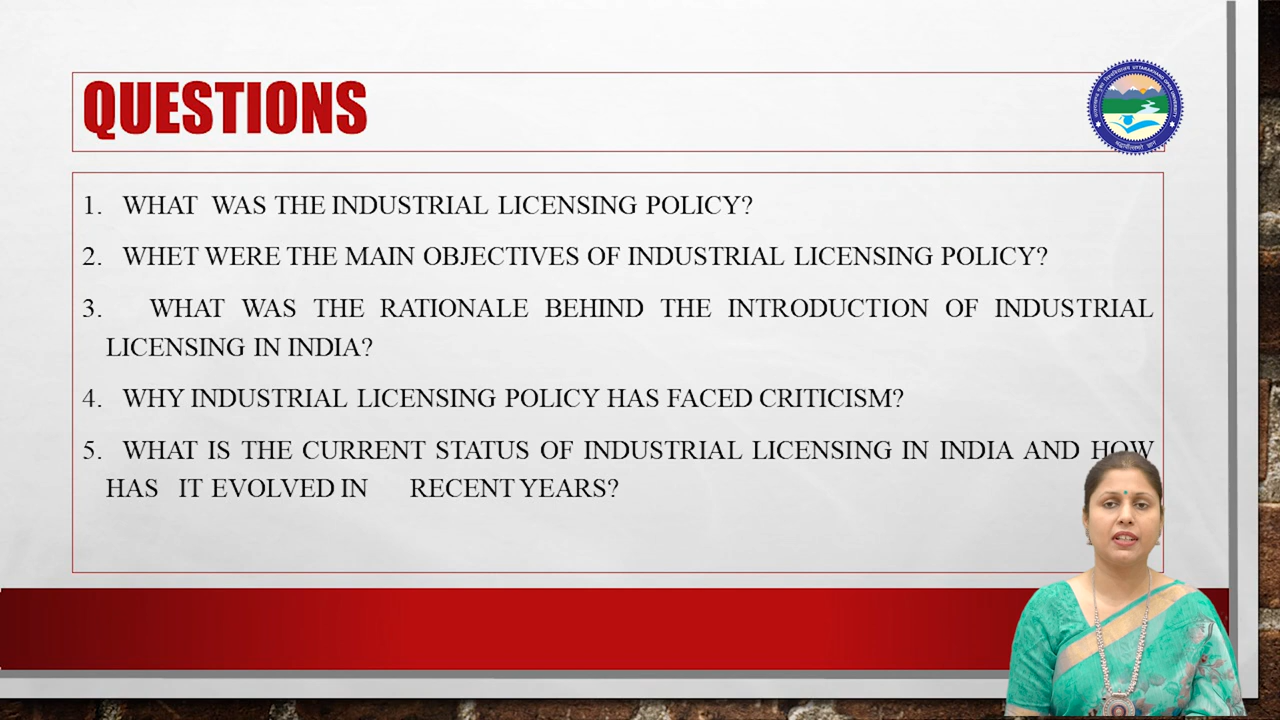 QUESTIONS
UTTARAKHAND OPEN UNIVERSITY
1. WHAT WAS THE INDUSTRIAL LICENSING POLICY?
2. WHET WERE THE MAIN OBJECTIVES OF INDUSTRIAL LICENSING POLICY?
3. WHAT WAS THE RATIONALE BEHIND THE INTRODUCTION OF INDUSTRIAL
LICENSING IN INDIA?
4. WHY INDUSTRIAL LICENSING POLICY HAS FACED CRITICISM?
5. WHAT IS THE CURRENT STATUS OF INDUSTRIAL LICENSING IN INDIA AND HOW
HAS IT EVOLVED IN RECENT YEARS?